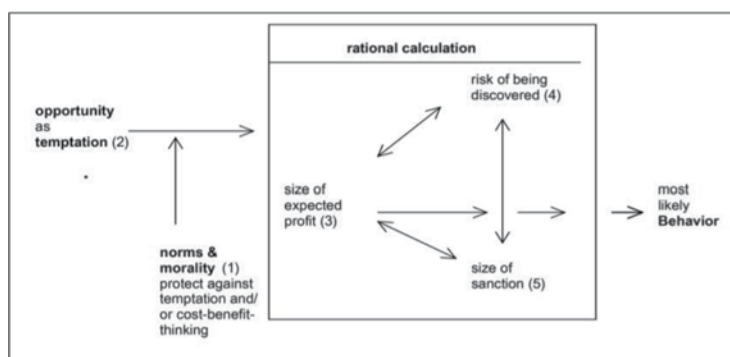 rational calculation
risk of being
discovered (4)
opportunity
as
temptation (2)
size of
expected
profit (3)
most
likely
Behavior
norms &
morality (1)
protect against
temptation and/
or cost-benefit-
thinking
size of
sanction (5)